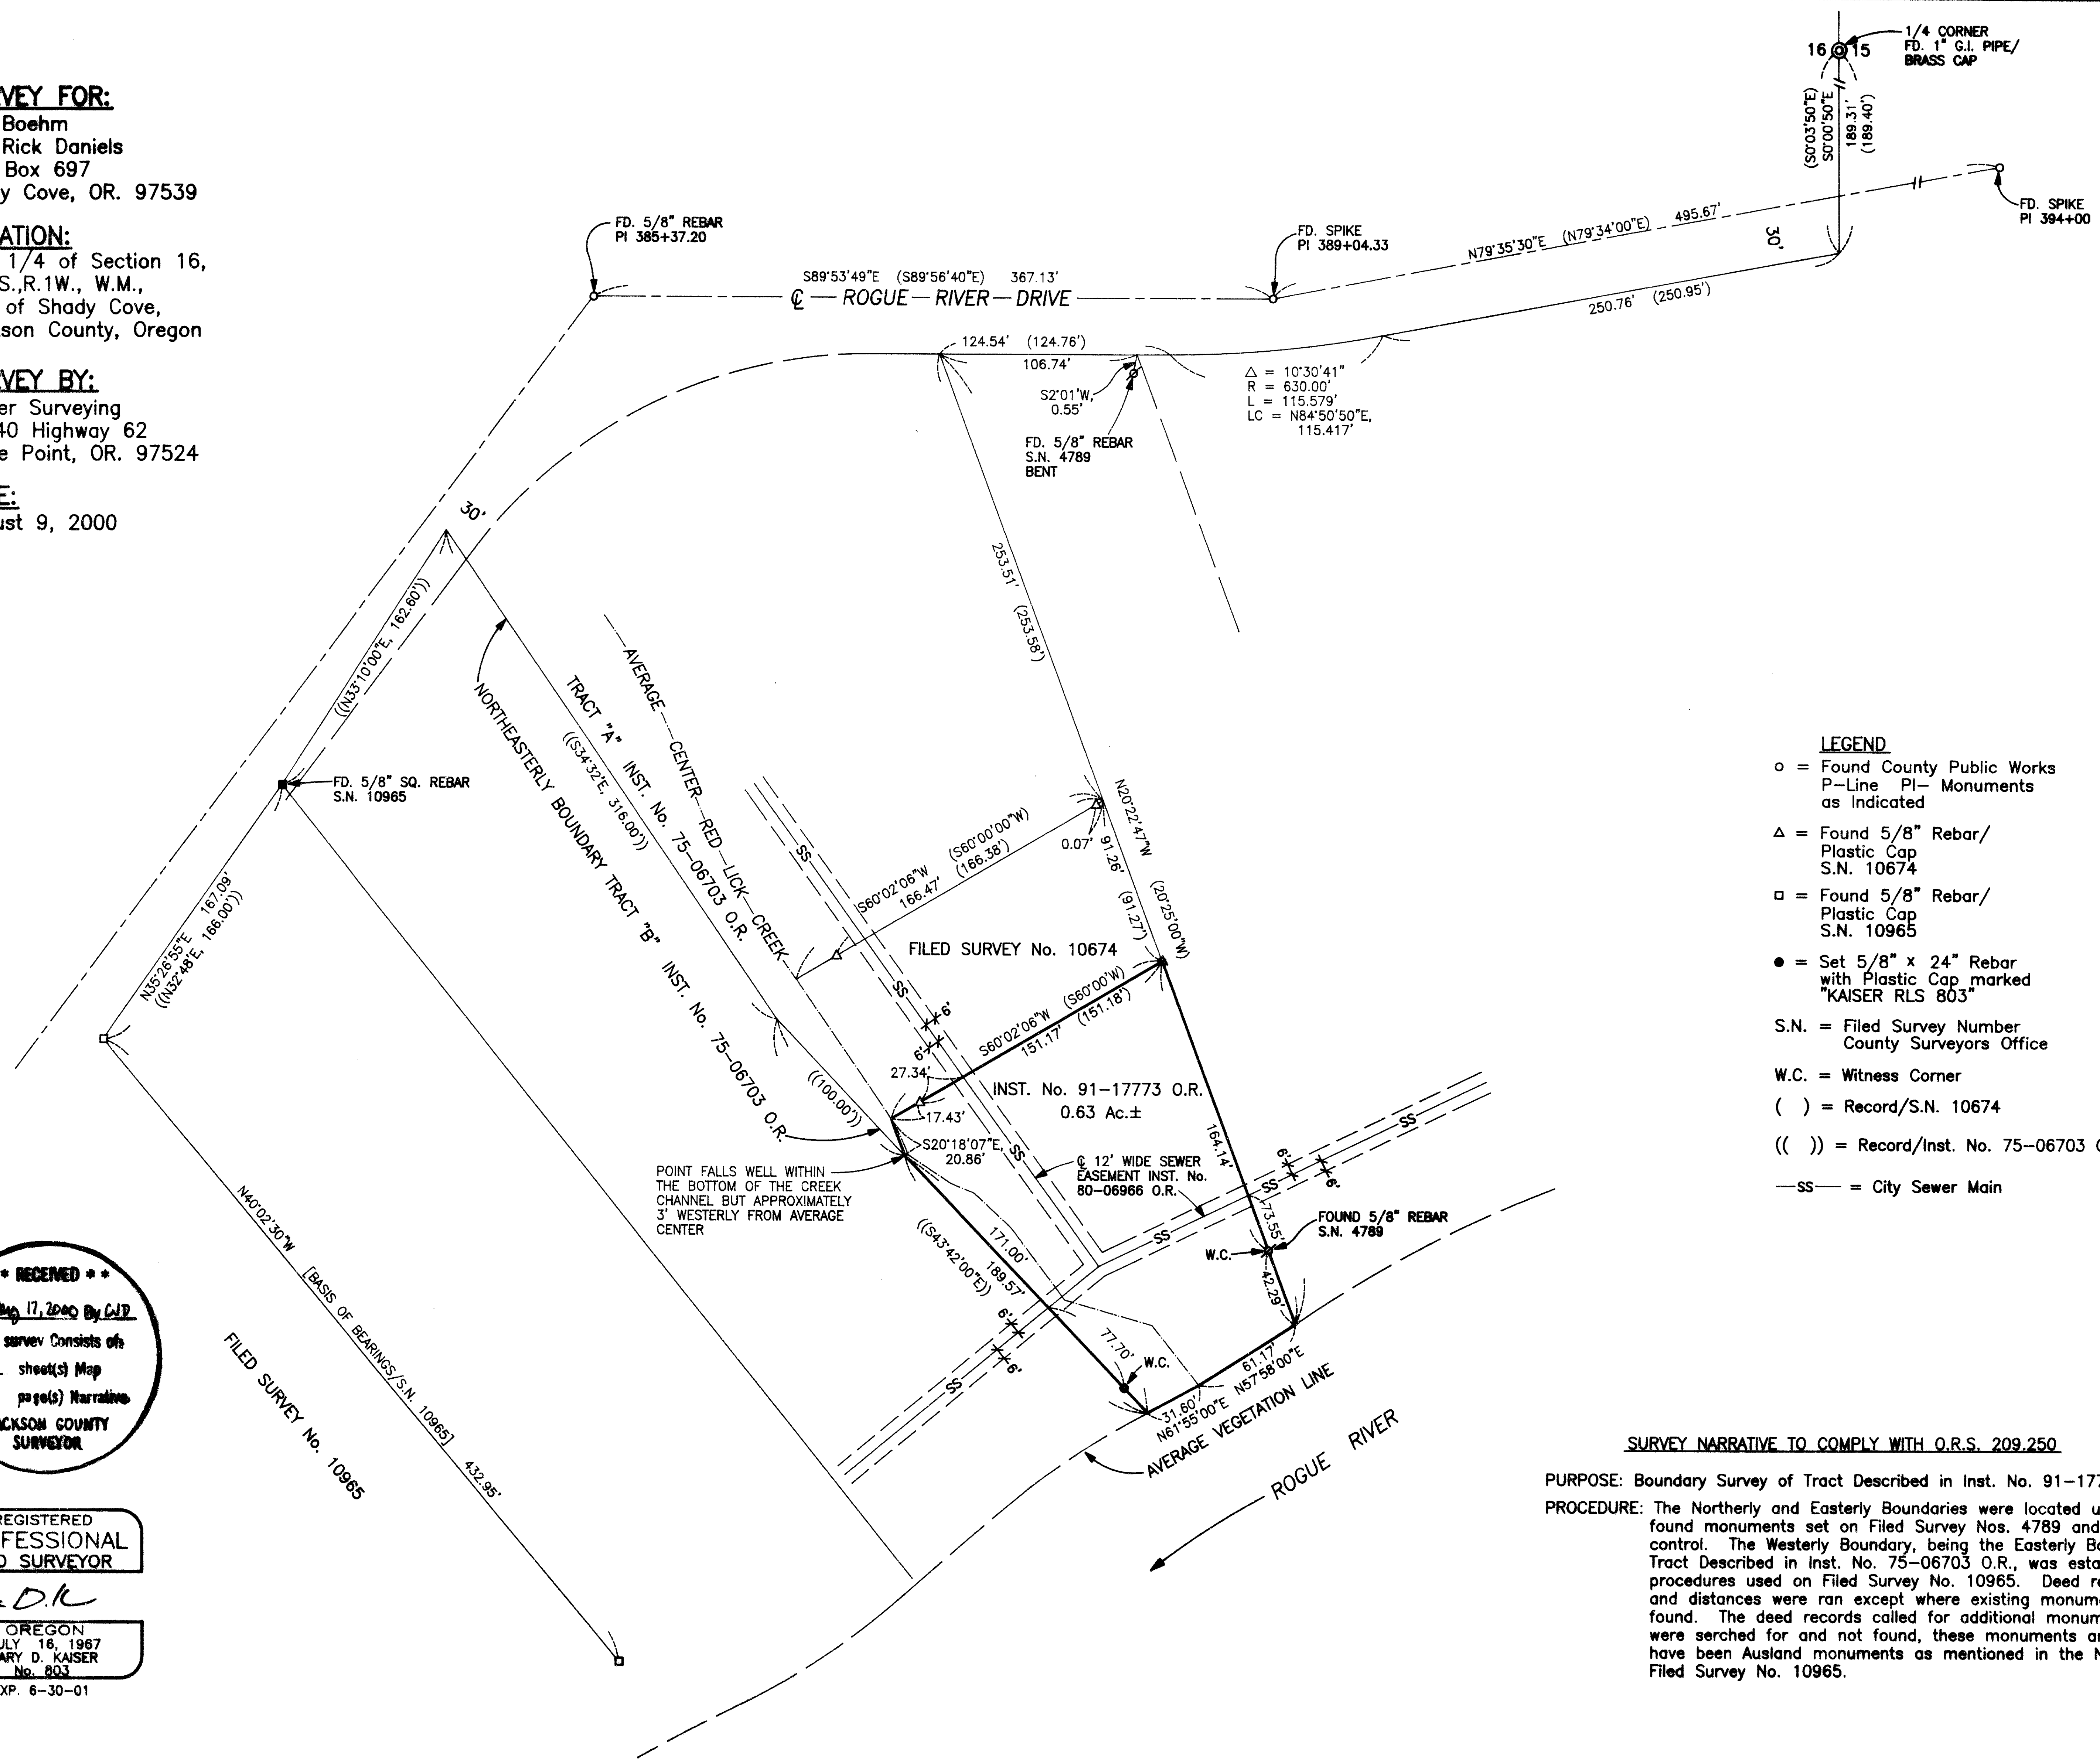 VEY FOR:
Boehm
Rick Daniels
Box 697
y Cove, OR. 97539
ATION:
1/4 of Section 16,
S.,R.1W., W.M.,
of Shady Cove,
son County, Oregon
VEY BY:
er Surveying
40 Highway 62
e Point, OR. 97524
E:
ust 9, 2000
16 15
1/4 CORNER
FD. 1" G.I. PIPE/
BRASS CAP
(S0°03'50"E)
S0°00'50"E
189.31'
(189.40')
FD. SPIKE
PI 394+00
FD. 5/8" REBAR
PI 385+37.20
FD. SPIKE
PI 389+04.33
N79°35'30"E (N79°34'00"E) 495.67'
30'
S89°53'49"E (S89°56'40"E) 367.13'
℄ — ROGUE — RIVER — DRIVE
250.76' (250.95')
124.54' (124.76')
106.74'
S2°01'W,
0.55'
FD. 5/8" REBAR
S.N. 4789
BENT
△ = 10°30'41"
R = 630.00'
L = 115.579'
LC = N84°50'50"E,
115.417'
30'
((N33°10'00"E, 162.60'))
253.51' (253.58')
AVERAGE — CENTER — RED — LICK — CREEK
TRACT "A" INST. No. 75-06703 O.R.
((S34°32'E, 316.00'))
NORTHEASTERLY BOUNDARY TRACT "B" INST. No. 75-06703 O.R.
FD. 5/8" SQ. REBAR
S.N. 10965
N35°26'55"E 167.09'
((N32°48'E, 166.00'))
SS
S60°02'06"W (S60°00'00"W)
166.47' (166.38')
0.07'
N20°22'47"W (20°25'00"W)
91.26' (91.27')
FILED SURVEY No. 10674
SS
6'
6'
S60°02'06"W (S60°00'W)
151.17' (151.18')
27.34'
17.43'
((100.00'))
INST. No. 91-17773 O.R.
0.63 Ac.±
S20°18'07"E,
20.86'
SS
POINT FALLS WELL WITHIN
THE BOTTOM OF THE CREEK
CHANNEL BUT APPROXIMATELY
3' WESTERLY FROM AVERAGE
CENTER
℄ 12' WIDE SEWER
EASEMENT INST. No.
80-06966 O.R.
164.14'
6'
6'
SS
SS
SS
73.55'
FOUND 5/8" REBAR
S.N. 4789
W.C.
42.29'
171.00'
189.57'
((S43°42'00"E))
6'
6'
SS
77.70'
W.C.
61.17'
N57°58'00"E
31.60'
N61°55'00"E
AVERAGE VEGETATION LINE
ROGUE RIVER
N40°02'30"W [BASIS OF BEARINGS/S.N. 10965] 432.95'
FILED SURVEY No. 10965
LEGEND
○ = Found County Public Works
P-Line PI- Monuments
as Indicated
△ = Found 5/8" Rebar/
Plastic Cap
S.N. 10674
□ = Found 5/8" Rebar/
Plastic Cap
S.N. 10965
● = Set 5/8" x 24" Rebar
with Plastic Cap marked
"KAISER RLS 803"
S.N. = Filed Survey Number
County Surveyors Office
W.C. = Witness Corner
( ) = Record/S.N. 10674
(( )) = Record/Inst. No. 75-06703
—SS— = City Sewer Main
* RECEIVED * *
17, 2000 By
survey Consists of:
sheet(s) Map
page(s) Narrative
CKSON COUNTY
SURVEYOR
REGISTERED
FESSIONAL
D SURVEYOR
OREGON
ULY 16, 1967
ARY D. KAISER
No. 803
XP. 6-30-01
SURVEY NARRATIVE TO COMPLY WITH O.R.S. 209.250
PURPOSE: Boundary Survey of Tract Described in Inst. No. 91-177
PROCEDURE: The Northerly and Easterly Boundaries were located u
found monuments set on Filed Survey Nos. 4789 and
control. The Westerly Boundary, being the Easterly Bo
Tract Described in Inst. No. 75-06703 O.R., was esta
procedures used on Filed Survey No. 10965. Deed re
and distances were ran except where existing monume
found. The deed records called for additional monum
were serched for and not found, these monuments ar
have been Ausland monuments as mentioned in the N
Filed Survey No. 10965.